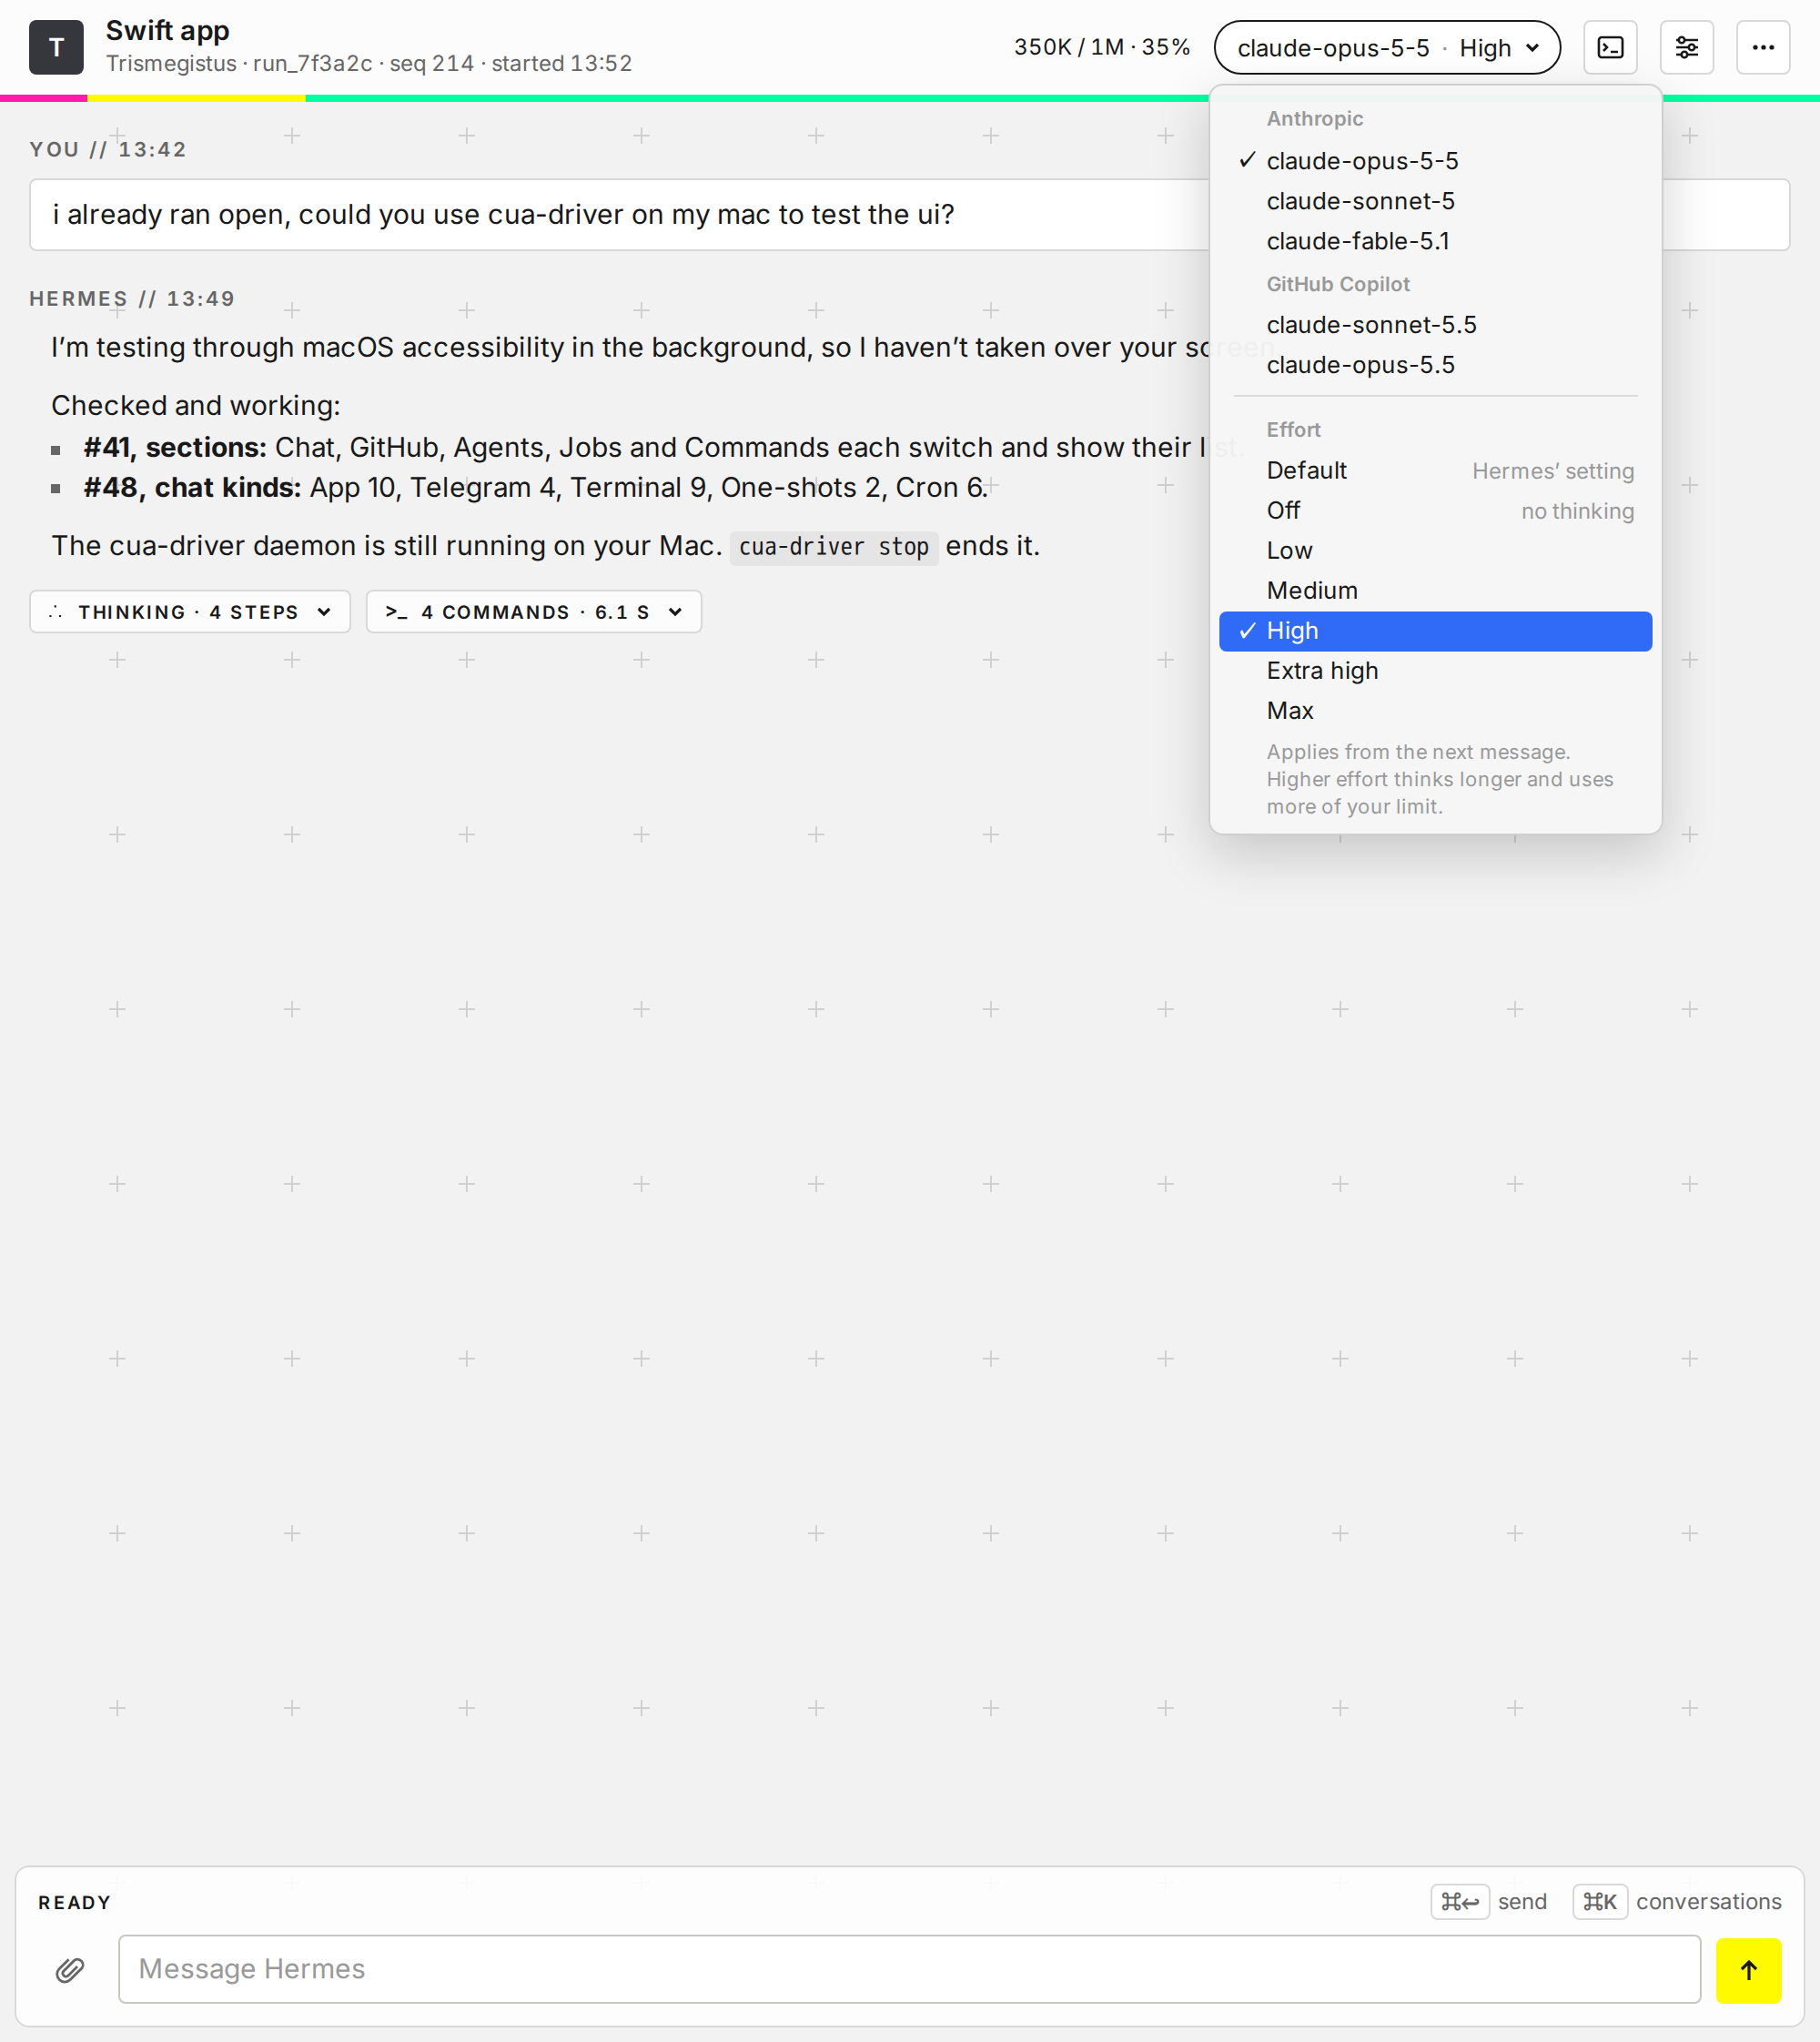 T
Swift app
Trismegistus · run_7f3a2c · seq 214 · started 13:52
350K / 1M · 35%
claude-opus-5-5 · High
YOU // 13:42
i already ran open, could you use cua-driver on my mac to test the ui?
HERMES // 13:49
I’m testing through macOS accessibility in the background, so I haven’t taken over your screen.
Checked and working:
#41, sections: Chat, GitHub, Agents, Jobs and Commands each switch and show their list.
#48, chat kinds: App 10, Telegram 4, Terminal 9, One-shots 2, Cron 6.
The cua-driver daemon is still running on your Mac. cua-driver stop ends it.
THINKING · 4 STEPS
>_ 4 COMMANDS · 6.1 S
Anthropic
✓ claude-opus-5-5
claude-sonnet-5
claude-fable-5.1
GitHub Copilot
claude-sonnet-5.5
claude-opus-5.5
Effort
Default Hermes’ setting
Off no thinking
Low
Medium
✓ High
Extra high
Max
Applies from the next message.
Higher effort thinks longer and uses
more of your limit.
READY
⌘↩ send ⌘K conversations
Message Hermes